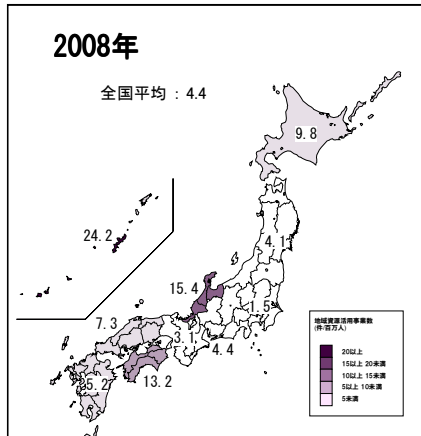 2008年
全国平均 : 4.4
9.8
24.2
4.1
15.4
1.5
7.3
3.1
4.4
5.2
13.2
地域資源活用事業数
(件/百万人)
20以上
15以上 20未満
10以上 15未満
5以上 10未満
5未満